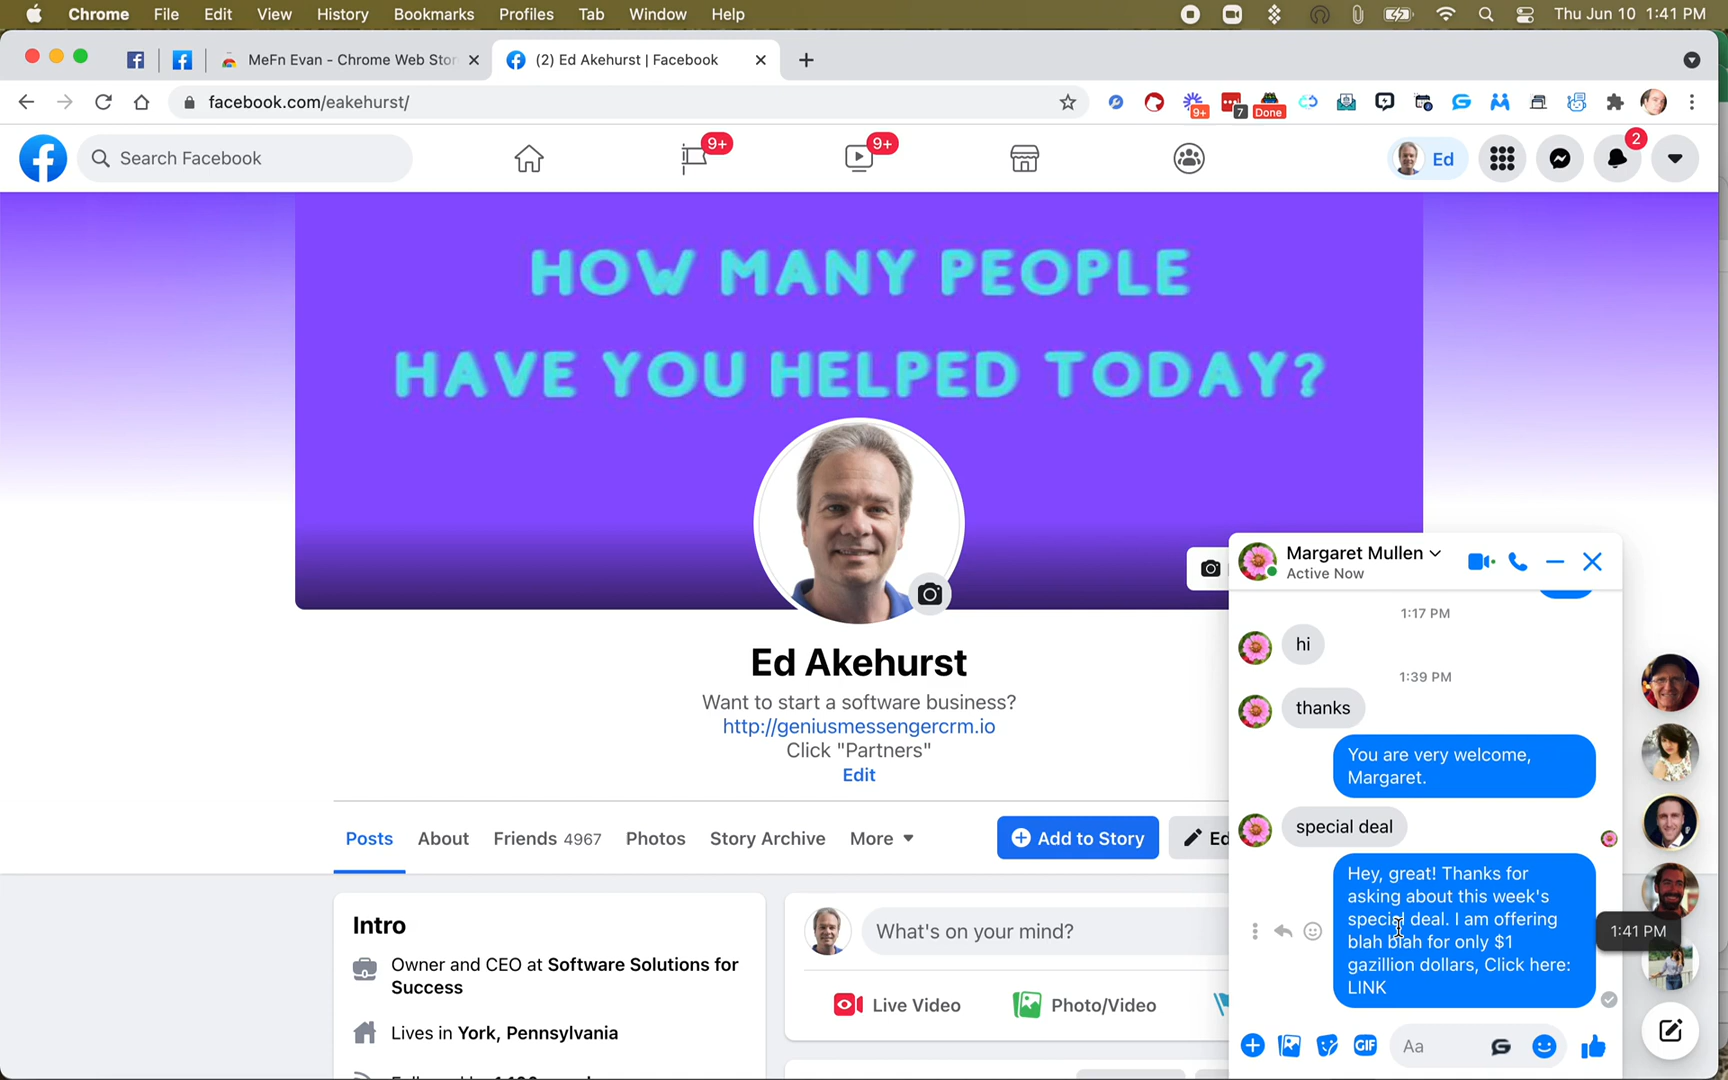 Chrome File Edit View History Bookmarks Profiles Tab Window Help Thu Jun 10 1:41 PM
MeFn Evan - Chrome Web Stor
(2) Ed Akehurst | Facebook
facebook.com/eakehurst/
9+ 7 Done
Search Facebook
9+ 9+ Ed 2
HOW MANY PEOPLE
HAVE YOU HELPED TODAY?
Ed Akehurst
Want to start a software business?
http://geniusmessengercrm.io
Click "Partners"
Edit
Posts About Friends 4967 Photos Story Archive More
Add to Story
Ed
Intro
Owner and CEO at Software Solutions for
Success
Lives in York, Pennsylvania
What's on your mind?
Live Video
Photo/Video
Margaret Mullen
Active Now
1:17 PM
hi
1:39 PM
thanks
You are very welcome,
Margaret.
special deal
Hey, great! Thanks for
asking about this week's
special deal. I am offering
blah blah for only $1
gazillion dollars, Click here:
LINK
1:41 PM
GIF
Aa